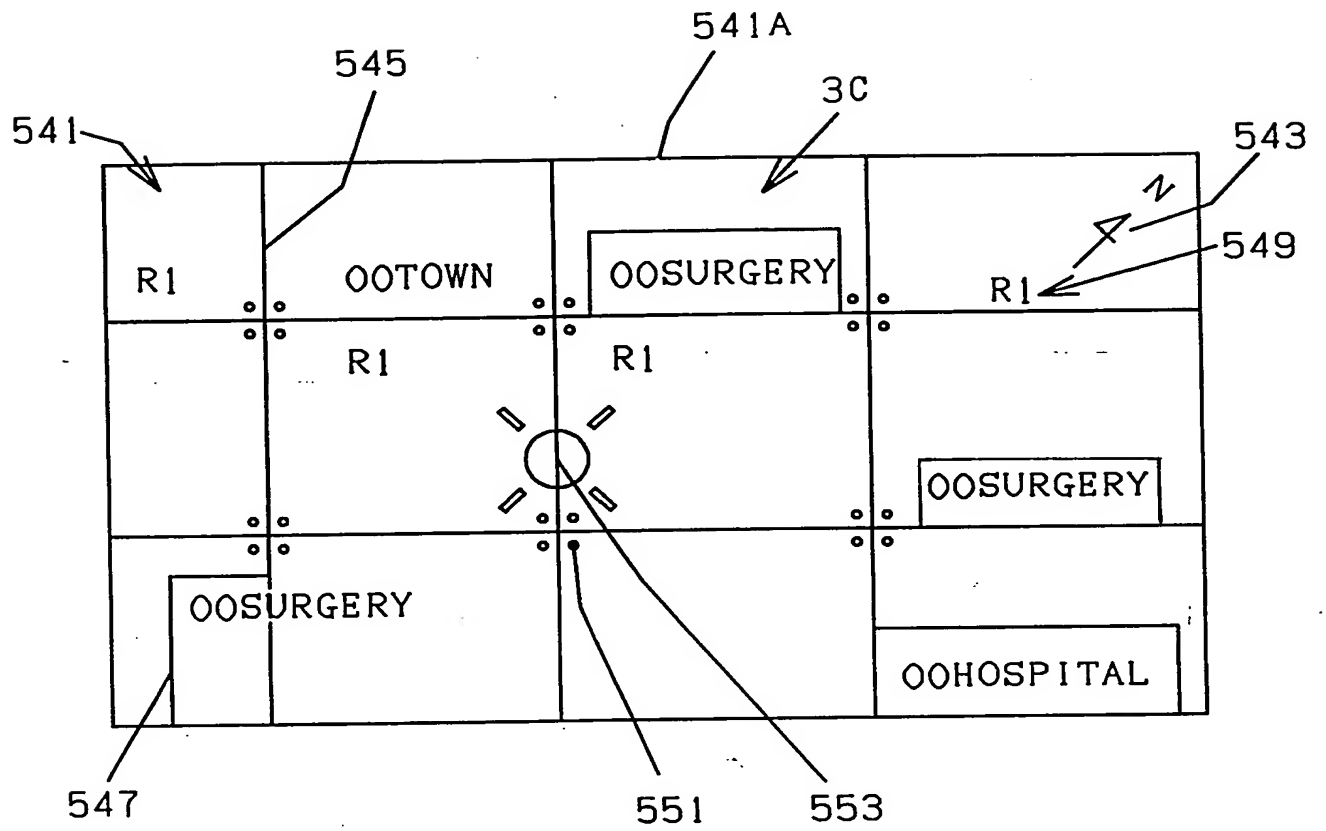 541A
545
3C
541
543
N
549
R1
OOTOWN
OOSURGERY
R1
R1
R1
OOSURGERY
OOSURGERY
OOHOSPITAL
547
551
553